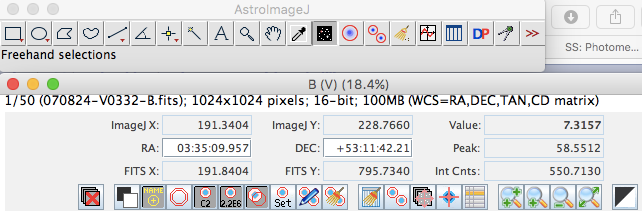 AstroImageJ
DP
>>
SS: Photome...
Freehand selections
B (V) (18.4%)
1/50 (070824-V0332-B.fits); 1024x1024 pixels; 16-bit; 100MB (WCS=RA,DEC,TAN,CD matrix)
ImageJ X: 191.3404 ImageJ Y: 228.7660 Value: 7.3157
RA: 03:35:09.957 DEC: +53:11:42.21 Peak: 58.5512
FITS X: 191.8404 FITS Y: 795.7340 Int Cnts: 550.7130
NAME C2 2.2E6 Set